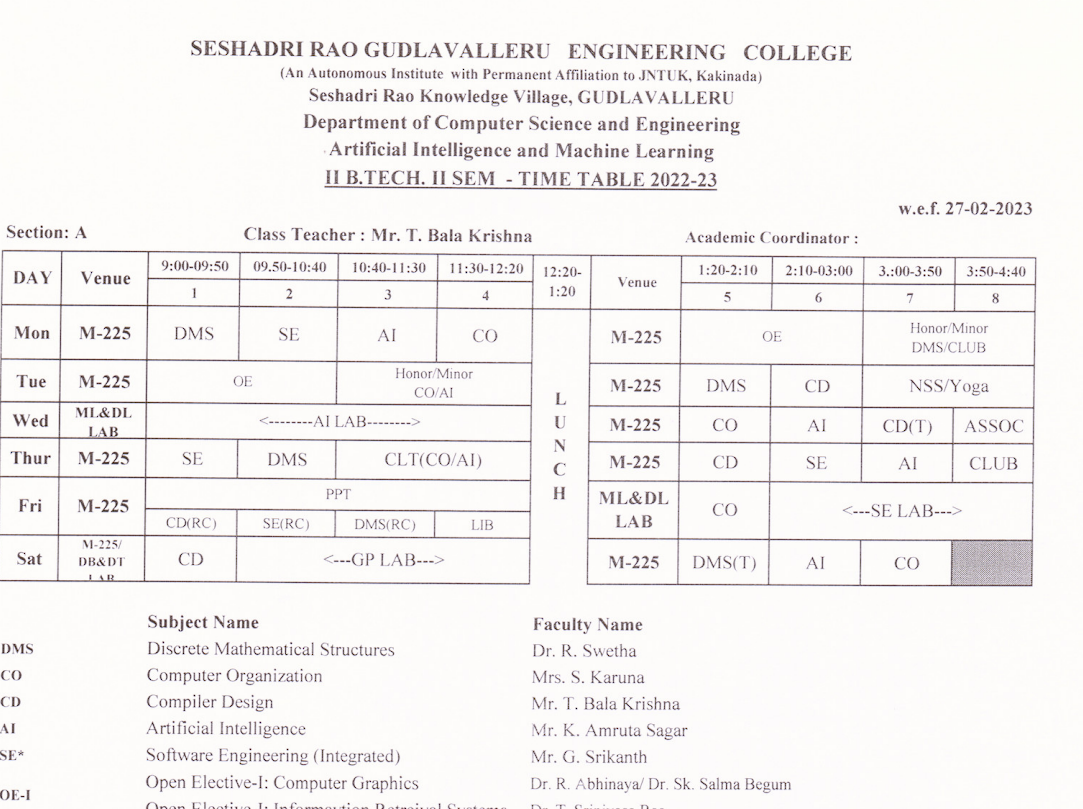 SESHADRI RAO GUDLAVALLERU ENGINEERING COLLEGE
(An Autonomous Institute with Permanent Affiliation to JNTUK, Kakinada)
Seshadri Rao Knowledge Village, GUDLAVALLERU
Department of Computer Science and Engineering
Artificial Intelligence and Machine Learning
II B.TECH. II SEM - TIME TABLE 2022-23
w.e.f. 27-02-2023
Section: A Class Teacher : Mr. T. Bala Krishna Academic Coordinator :
DAY Venue 9:00-09:50 09.50-10:40 10:40-11:30 11:30-12:20 12:20-1:20 Venue 1:20-2:10 2:10-03:00 3.:00-3:50 3:50-4:40
1 2 3 4 5 6 7 8
Mon M-225 DMS SE AI CO M-225 OE Honor/Minor DMS/CLUB
Tue M-225 OE Honor/Minor CO/AI M-225 DMS CD NSS/Yoga
LUNCH
Wed ML&DL LAB <--------AI LAB--------> M-225 CO AI CD(T) ASSOC
Thur M-225 SE DMS CLT(CO/AI) M-225 CD SE AI CLUB
Fri M-225 PPT ML&DL LAB CO <---SE LAB--->
CD(RC) SE(RC) DMS(RC) LIB
Sat M-225/ DB&DT LAB CD <---GP LAB---> M-225 DMS(T) AI CO
Subject Name Faculty Name
DMS Discrete Mathematical Structures Dr. R. Swetha
CO Computer Organization Mrs. S. Karuna
CD Compiler Design Mr. T. Bala Krishna
AI Artificial Intelligence Mr. K. Amruta Sagar
SE* Software Engineering (Integrated) Mr. G. Srikanth
OE-I Open Elective-I: Computer Graphics Dr. R. Abhinaya/ Dr. Sk. Salma Begum
Open Elective-I: